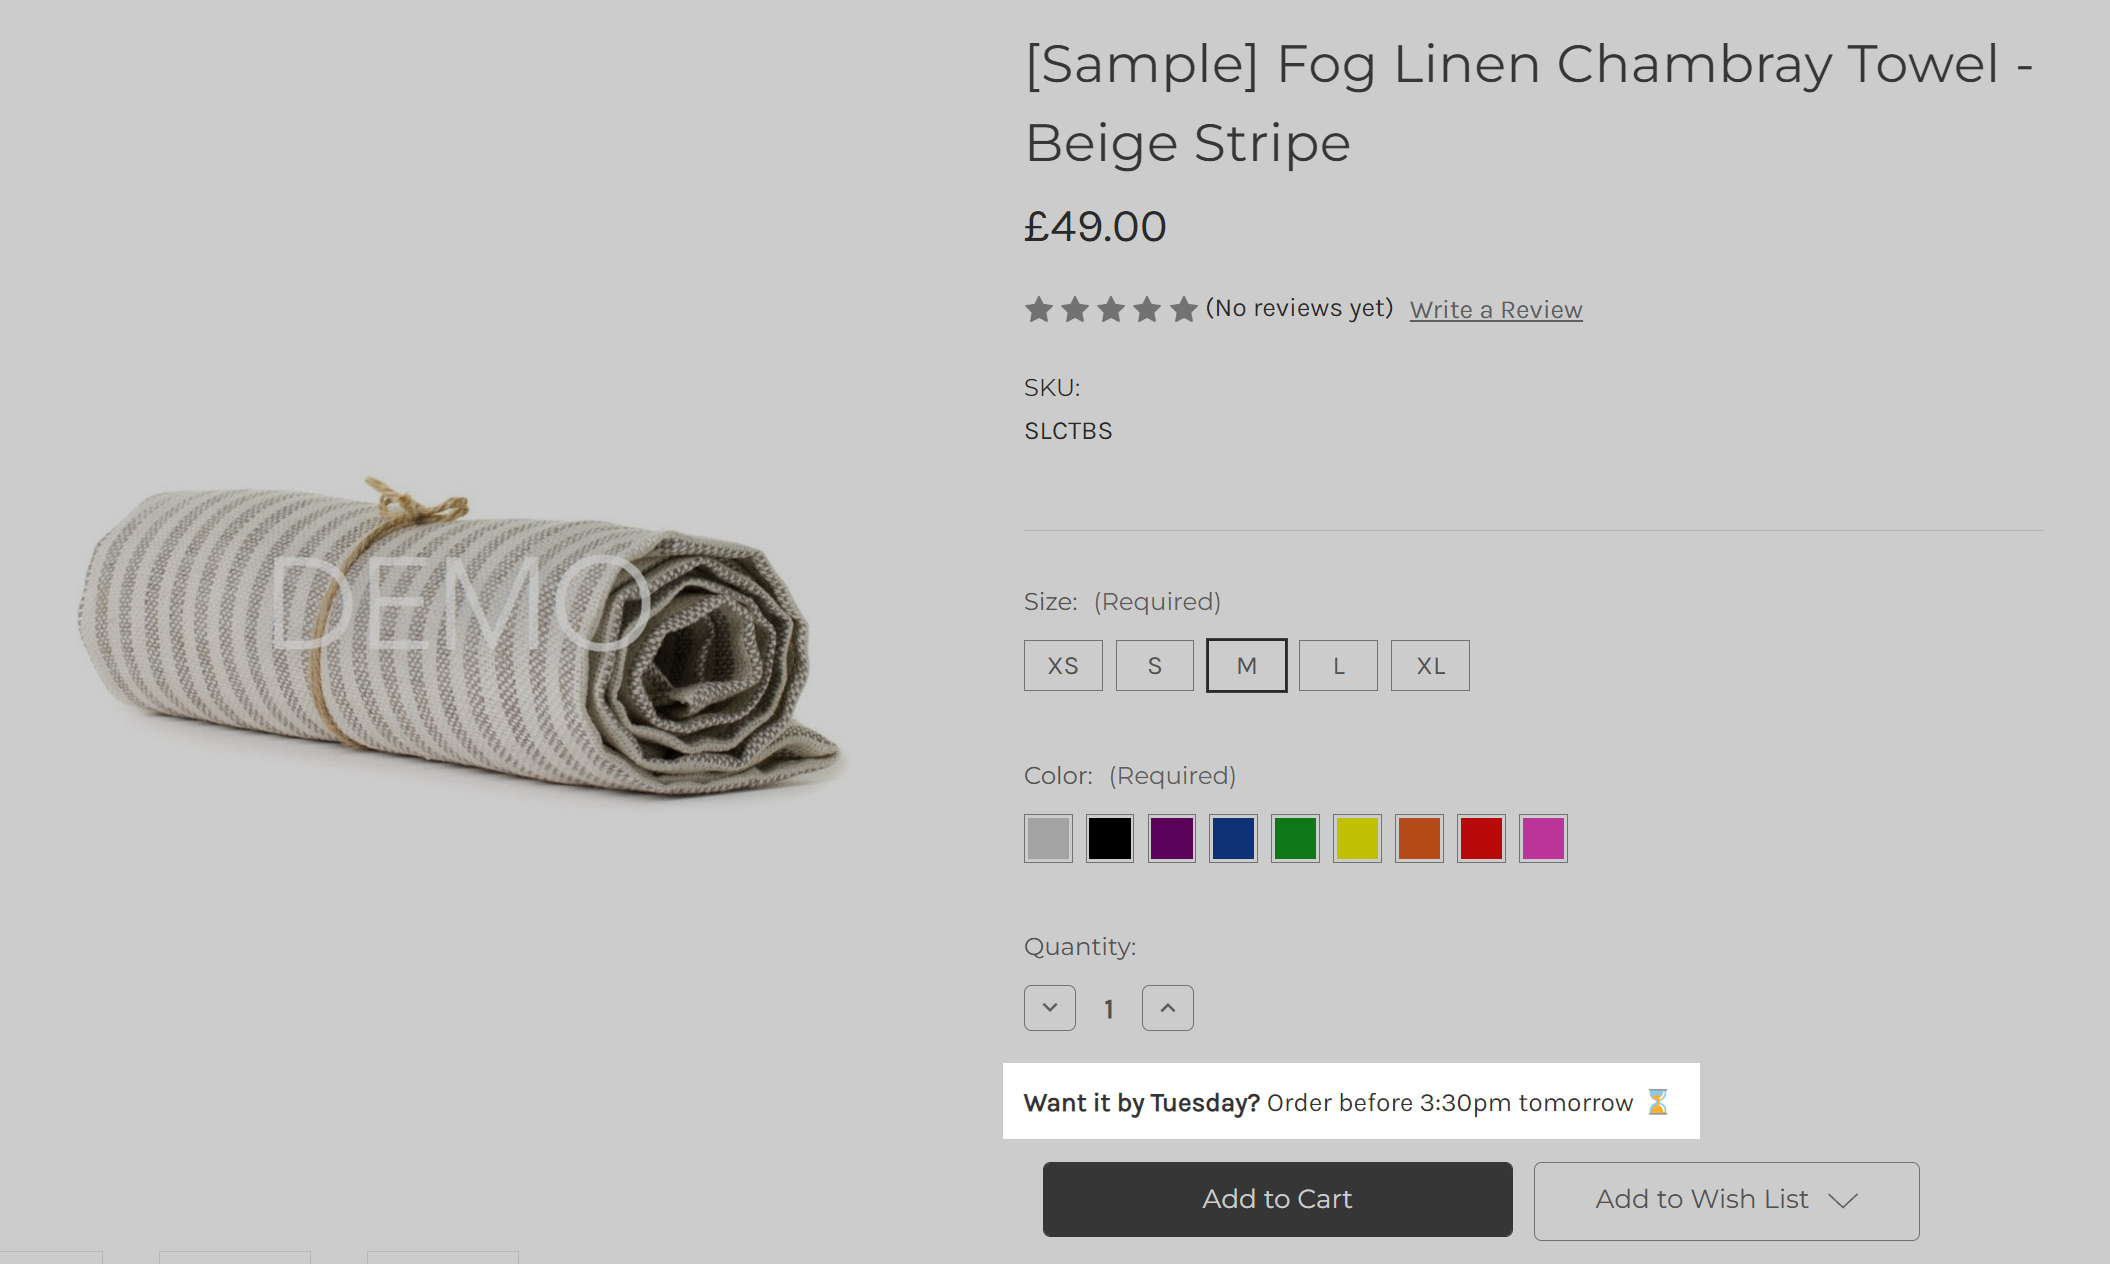 [Sample] Fog Linen Chambray Towel -
Beige Stripe
£49.00
(No reviews yet) Write a Review
SKU:
SLCTBS
DEMO
Size: (Required)
XS S M L XL
Color: (Required)
Quantity:
1
Want it by Tuesday? Order before 3:30pm tomorrow ⏳
Add to Cart
Add to Wish List